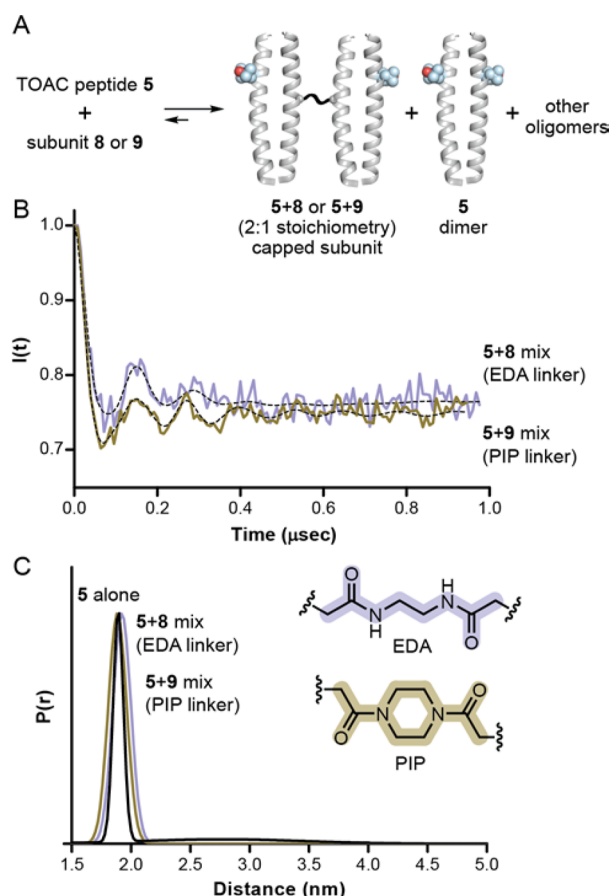 A
TOAC peptide 5
+
subunit 8 or 9
+
+
other
oligomers
5+8 or 5+9
(2:1 stoichiometry)
capped subunit
5
dimer
B
I(t)
1.0
0.9
0.8
0.7
0.0
0.2
0.4
0.6
0.8
1.0
Time (μsec)
5+8 mix
(EDA linker)
5+9 mix
(PIP linker)
C
5 alone
5+8 mix
(EDA linker)
5+9 mix
(PIP linker)
P(r)
O
H
N
N
H
O
EDA
O
N
N
O
PIP
1.5
2.0
2.5
3.0
3.5
4.0
4.5
5.0
Distance (nm)